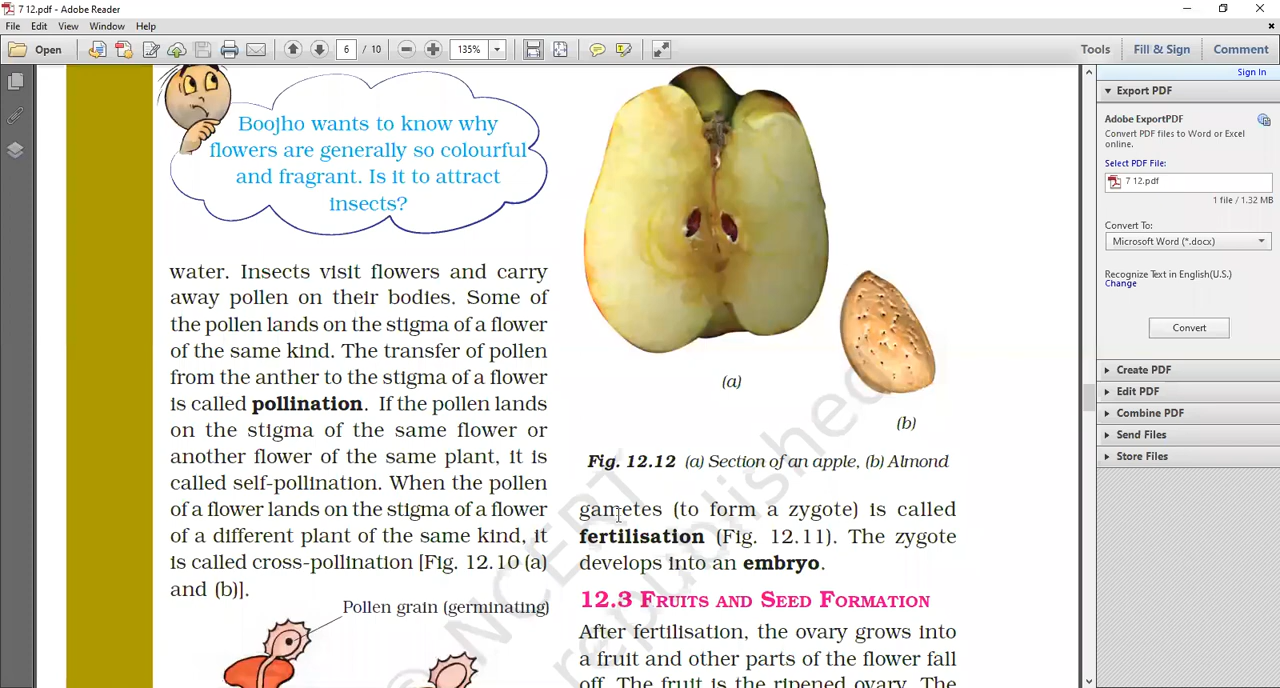 7 12.pdf - Adobe Reader
File Edit View Window Help
Open 6 / 10 135% Tools Fill & Sign Comment
Boojho wants to know why
flowers are generally so colourful
and fragrant. Is it to attract
insects?
water. Insects visit flowers and carry
away pollen on their bodies. Some of
the pollen lands on the stigma of a flower
of the same kind. The transfer of pollen
from the anther to the stigma of a flower
is called pollination. If the pollen lands
on the stigma of the same flower or
another flower of the same plant, it is
called self-pollination. When the pollen
of a flower lands on the stigma of a flower
of a different plant of the same kind, it
is called cross-pollination [Fig. 12.10 (a)
and (b)].
Pollen grain (germinating)
(a)
(b)
Fig. 12.12 (a) Section of an apple, (b) Almond
gametes (to form a zygote) is called
fertilisation (Fig. 12.11). The zygote
develops into an embryo.
12.3 FRUITS AND SEED FORMATION
After fertilisation, the ovary grows into
a fruit and other parts of the flower fall
off. The fruit is the ripened ovary. The
© NCERT
republished
Sign In
Export PDF
Adobe ExportPDF
Convert PDF files to Word or Excel
online.
Select PDF File:
7 12.pdf
1 file / 1.32 MB
Convert To:
Microsoft Word (*.docx)
Recognize Text in English(U.S.)
Change
Convert
Create PDF
Edit PDF
Combine PDF
Send Files
Store Files